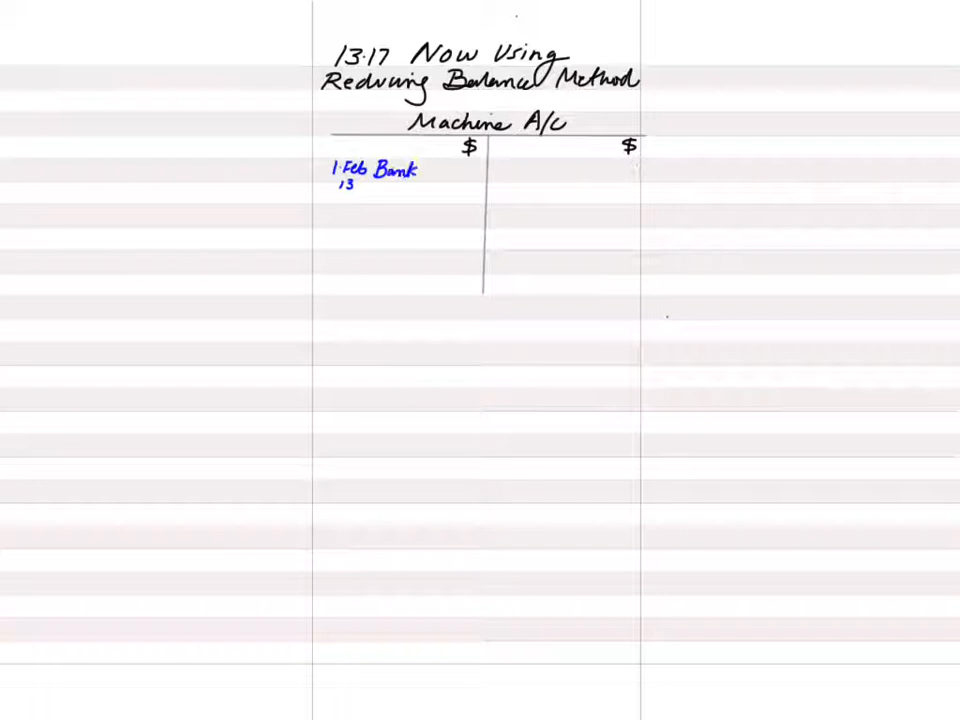 13.17 Now Using
Reducing Balance Method
Machine A/C
$ $
1.Feb Bank
13